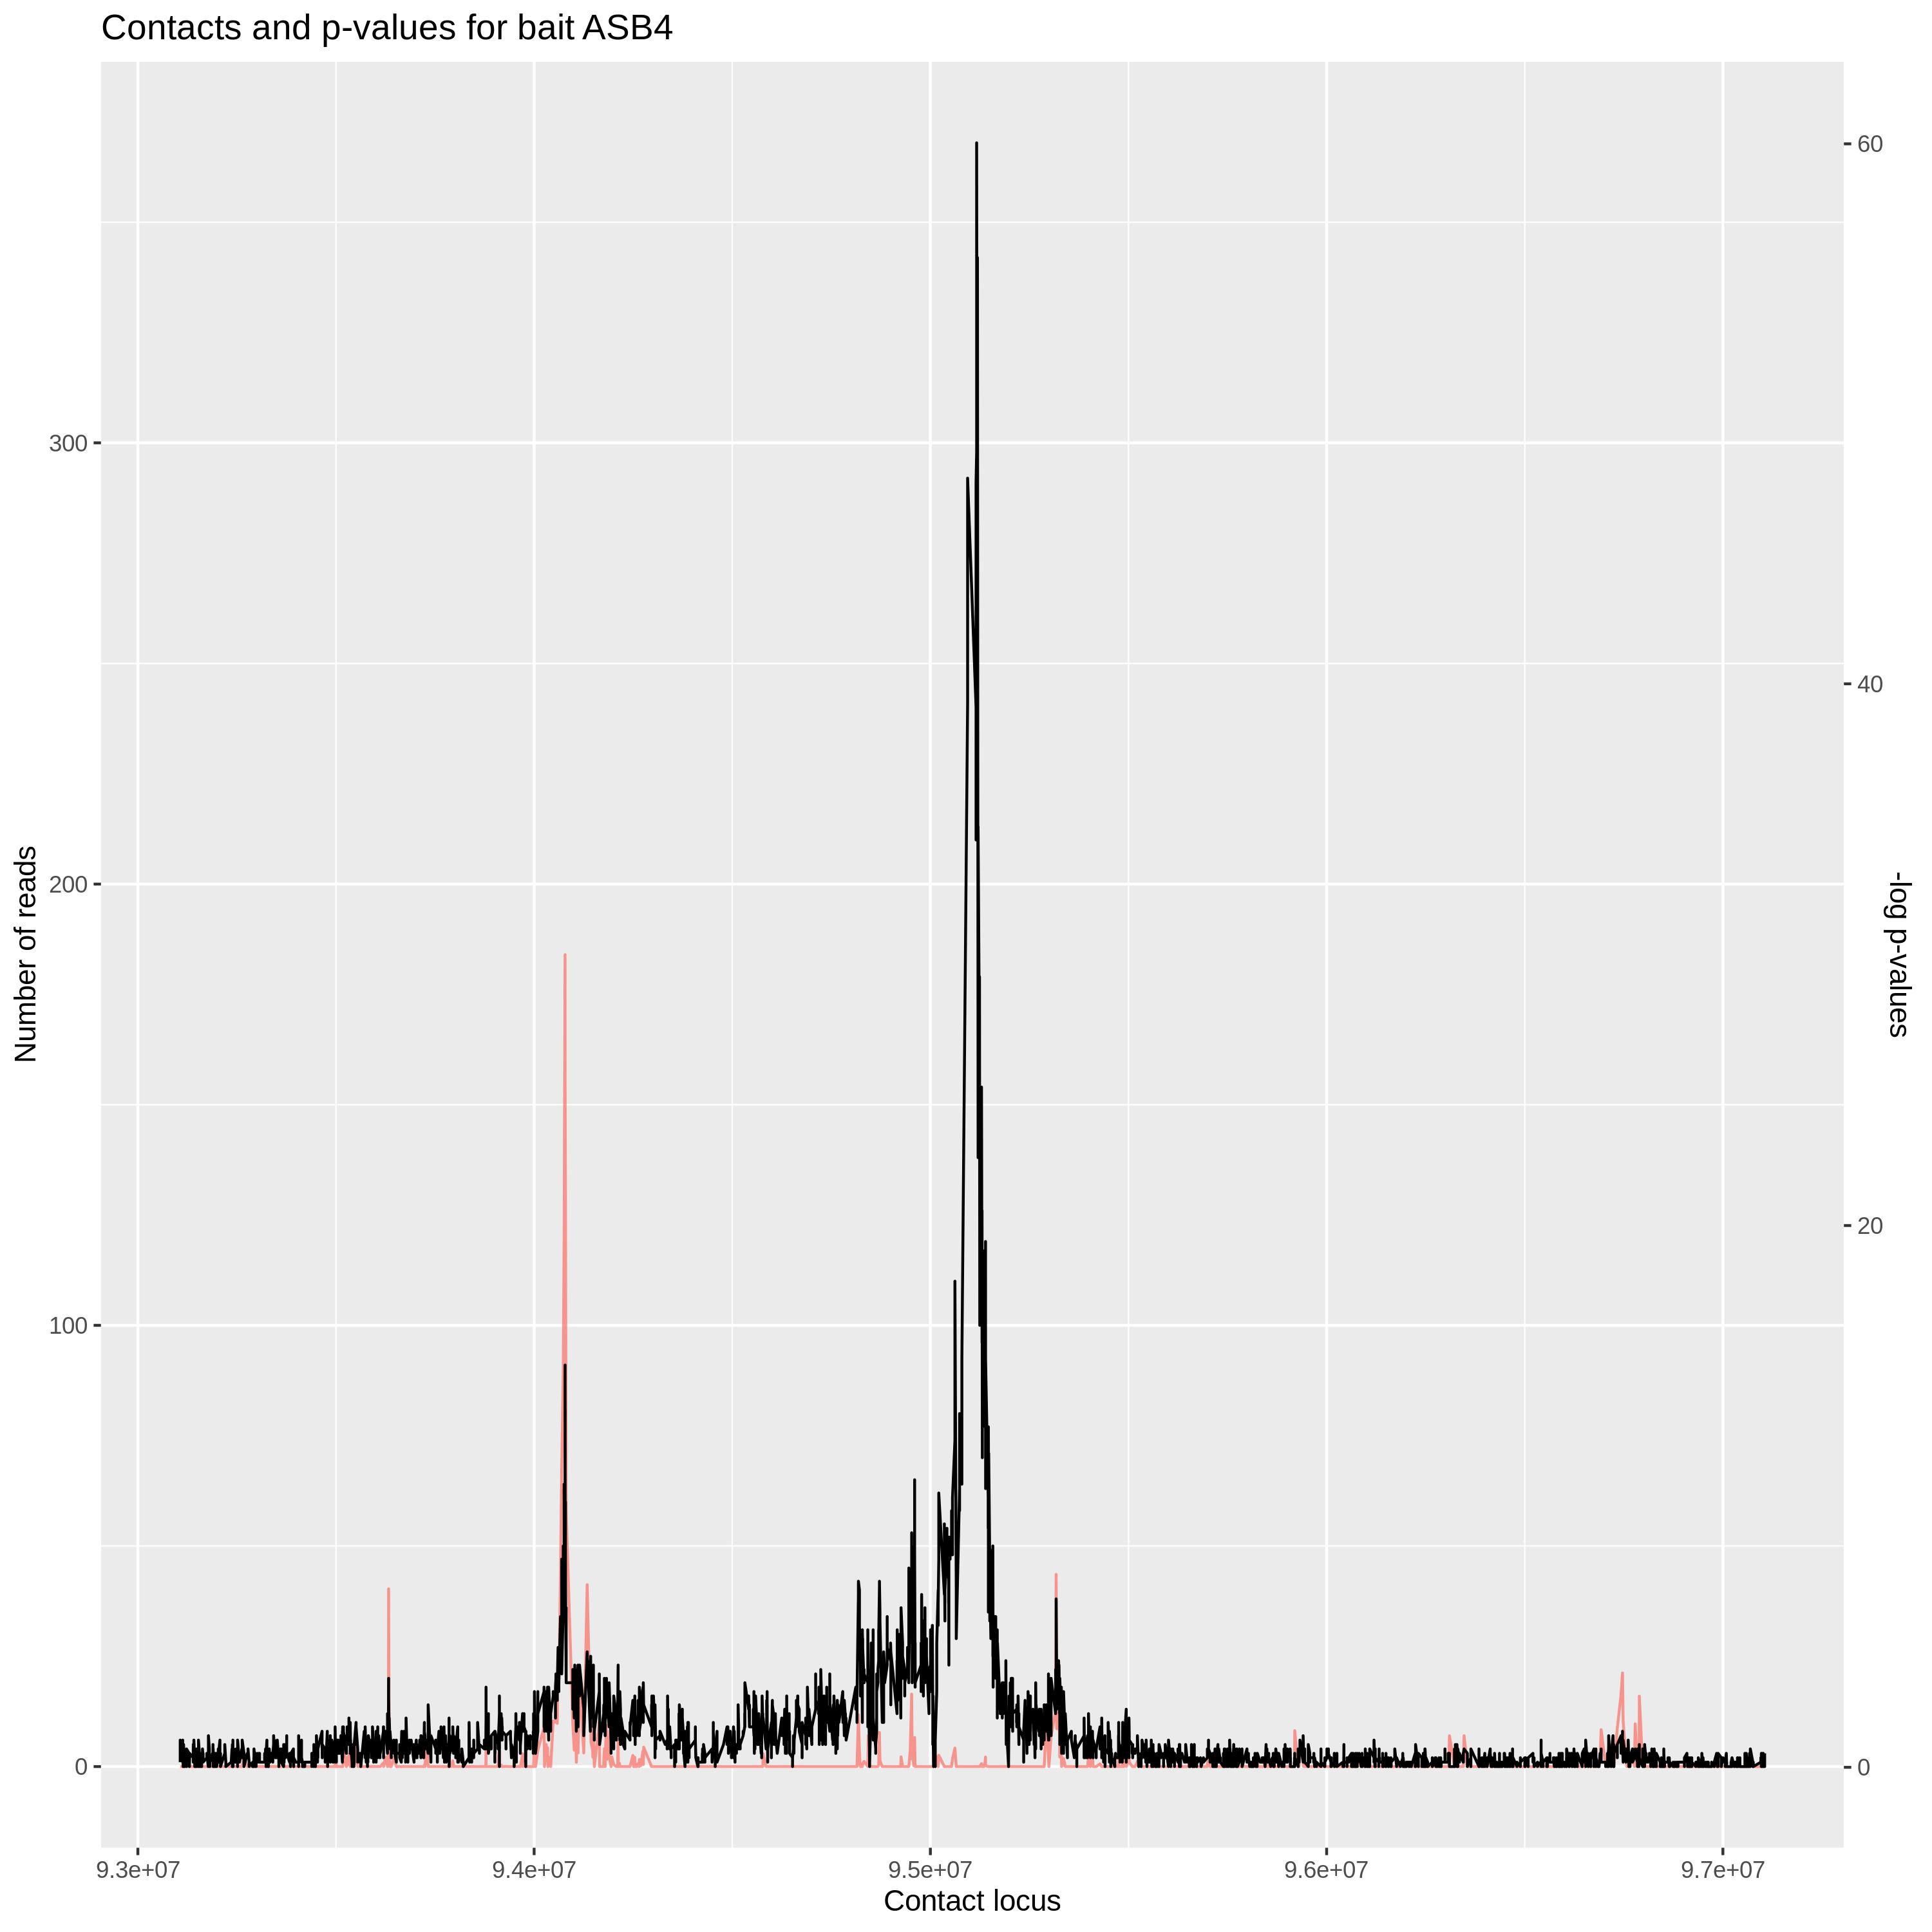 Contacts and p-values for bait ASB4
60
300
40
200
Number of reads
-log p-values
20
100
0
0
9.3e+07 9.4e+07 9.5e+07 9.6e+07 9.7e+07
Contact locus